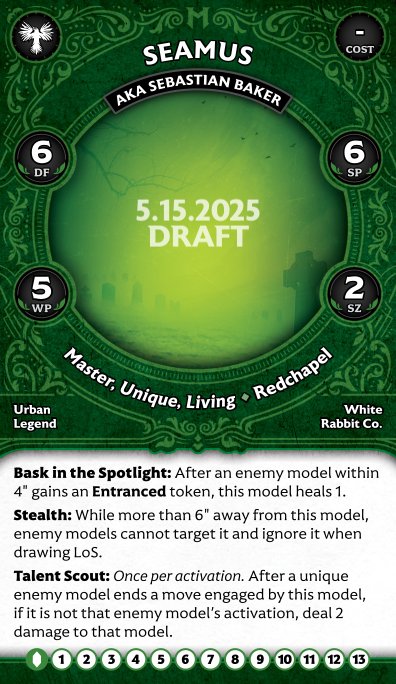 SEAMUS
-
COST
AKA SEBASTIAN BAKER
6
DF
6
SP
5.15.2025
DRAFT
5
WP
2
SZ
Master, Unique, Living ♦ Redchapel
Urban
Legend
White
Rabbit Co.
Bask in the Spotlight: After an enemy model within
4" gains an Entranced token, this model heals 1.
Stealth: While more than 6" away from this model,
enemy models cannot target it and ignore it when
drawing LoS.
Talent Scout: Once per activation. After a unique
enemy model ends a move engaged by this model,
if it is not that enemy model's activation, deal 2
damage to that model.
1 2 3 4 5 6 7 8 9 10 11 12 13